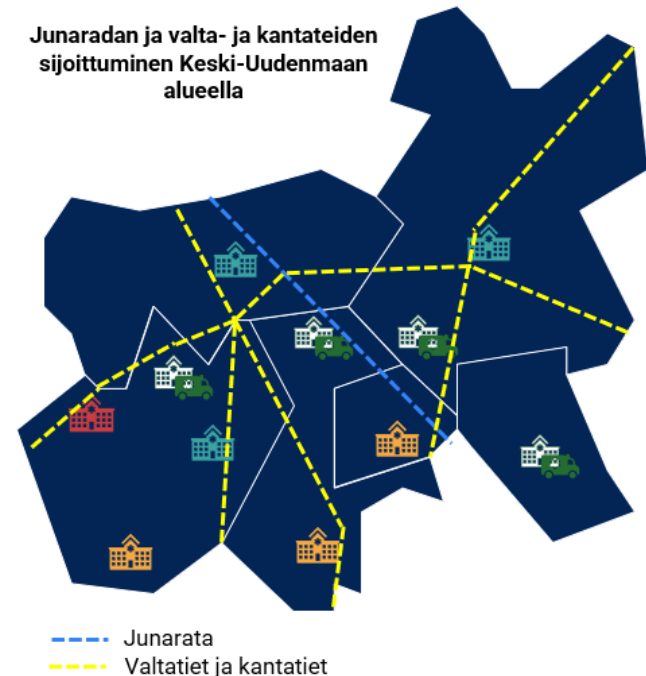 Junaradan ja valta- ja kantateiden
sijoittuminen Keski-Uudenmaan
alueella
Junarata
Valtatiet ja kantatiet